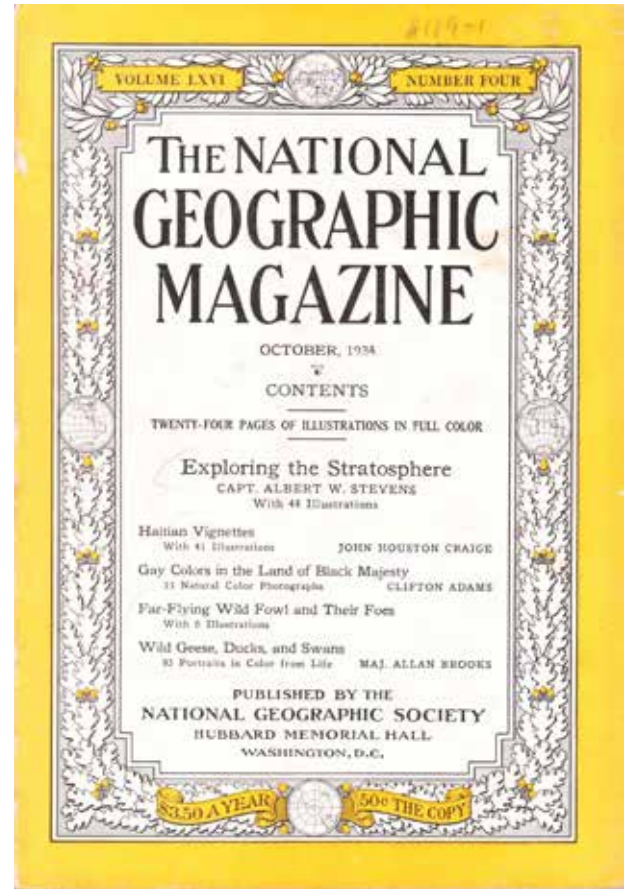 VOLUME LXVI
NUMBER FOUR
THE NATIONAL
GEOGRAPHIC
MAGAZINE
OCTOBER, 1934
CONTENTS
TWENTY-FOUR PAGES OF ILLUSTRATIONS IN FULL COLOR
Exploring the Stratosphere
CAPT. ALBERT W. STEVENS
With 44 Illustrations
Haitian Vignettes
With 41 Illustrations JOHN HOUSTON CRAIGE
Gay Colors in the Land of Black Majesty
Natural Color Photographs CLIFTON ADAMS
Far-Flying Wild Fowl and Their Foes
With Illustrations
Wild Geese, Ducks, and Swans
Portraits in Color from Life MAJ. ALLAN BROOKS
PUBLISHED BY THE
NATIONAL GEOGRAPHIC SOCIETY
HUBBARD MEMORIAL HALL
WASHINGTON, D.C.
$3.50 A YEAR
50¢ THE COPY